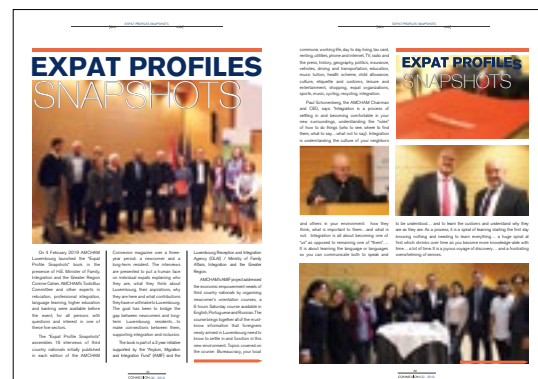 EXPAT PROFILES SNAPSHOTS
EXPAT PROFILES
SNAPSHOTS
On 4 February 2019 AMCHAM
Luxembourg launched the "Expat
Profile Snapshots" book in the
presence of H.E. Minister of Family,
Integration and the Greater Region
Corinne Cahen. AMCHAM's
Committee and other experts in
relocation, professional integration,
language learning, higher education
and banking were available before
the event, for all persons with
question and interest in one of
these five-sectors.
The "Expat Profile Snapshots"
assembles 16 interviews of third
country nationals initially published
in each edition of the AMCHAM
Connexion magazine over a three-
year period: a newcomer and a
long-term resident. The interviews
are presented to put a human face
on individual expats explaining who
they are, what they think about
Luxembourg, their aspirations, why
they are here and what contributions
they have or will make to Luxembourg.
The goal has been to bridge the
gap between newcomers and long-
term Luxembourg residents, to
make connections between them,
supporting integration and inclusion.
The book is part of a 3 year initiative
supported by the "Asylum, Migration
and Integration Fund" (AMIF) and the
Luxembourg Reception and Integration
Agency (OLAI) / Ministry of Family
Affairs, Integration and the Greater
Region.
AMCHAM's AMIF project addressed
the economic empowerment needs of
third country nationals by organising
newcomer's orientation courses, a
6 hours Saturday course available in
English, Portuguese and Russian. The
course brings together all of the must-
know information that foreigners
newly arrived in Luxembourg need to
know to settle in and function in this
new environment. Topics covered on
the course: Bureaucracy, your local
EXPAT PROFILES SNAPSHOTS
commune, working life, day to day living, tax card,
renting, utilities, phone and internet, TV, radio and
the press, history, geography, politics, insurance,
vehicles, driving and transportation, education,
music tuition, health scheme, child allowance,
culture, etiquette and customs, leisure and
entertainment, shopping, expat organizations,
sports, music, cycling, recycling, integration.
Paul Schonenberg, the AMCHAM Chairman
and CEO, says: "Integration is a process of
settling in and becoming comfortable in your
new surroundings, understanding the "rules"
of how to do things (who to see, where to find
them, what to say... what not to say). Integration
is understanding the culture of your neighbors
and others in your environment: how they
think, what is important to them...and what is
not. Integration is all about becoming one of
"us" as opposed to remaining one of "them"...
It is about learning the language or languages
so you can communicate both to speak and
EXPAT PROFILES
SNAPSHOTS
to be understood... and to learn the customs and understand why they
are as they are. As a process, it is a spiral of learning starting the first day
knowing nothing and needing to learn everything ... a huge spiral at
first which shrinks over time as you become more knowledge-able with
time... a lot of time. It is a joyous voyage of discovery... and a frustrating
overwhelming of senses.